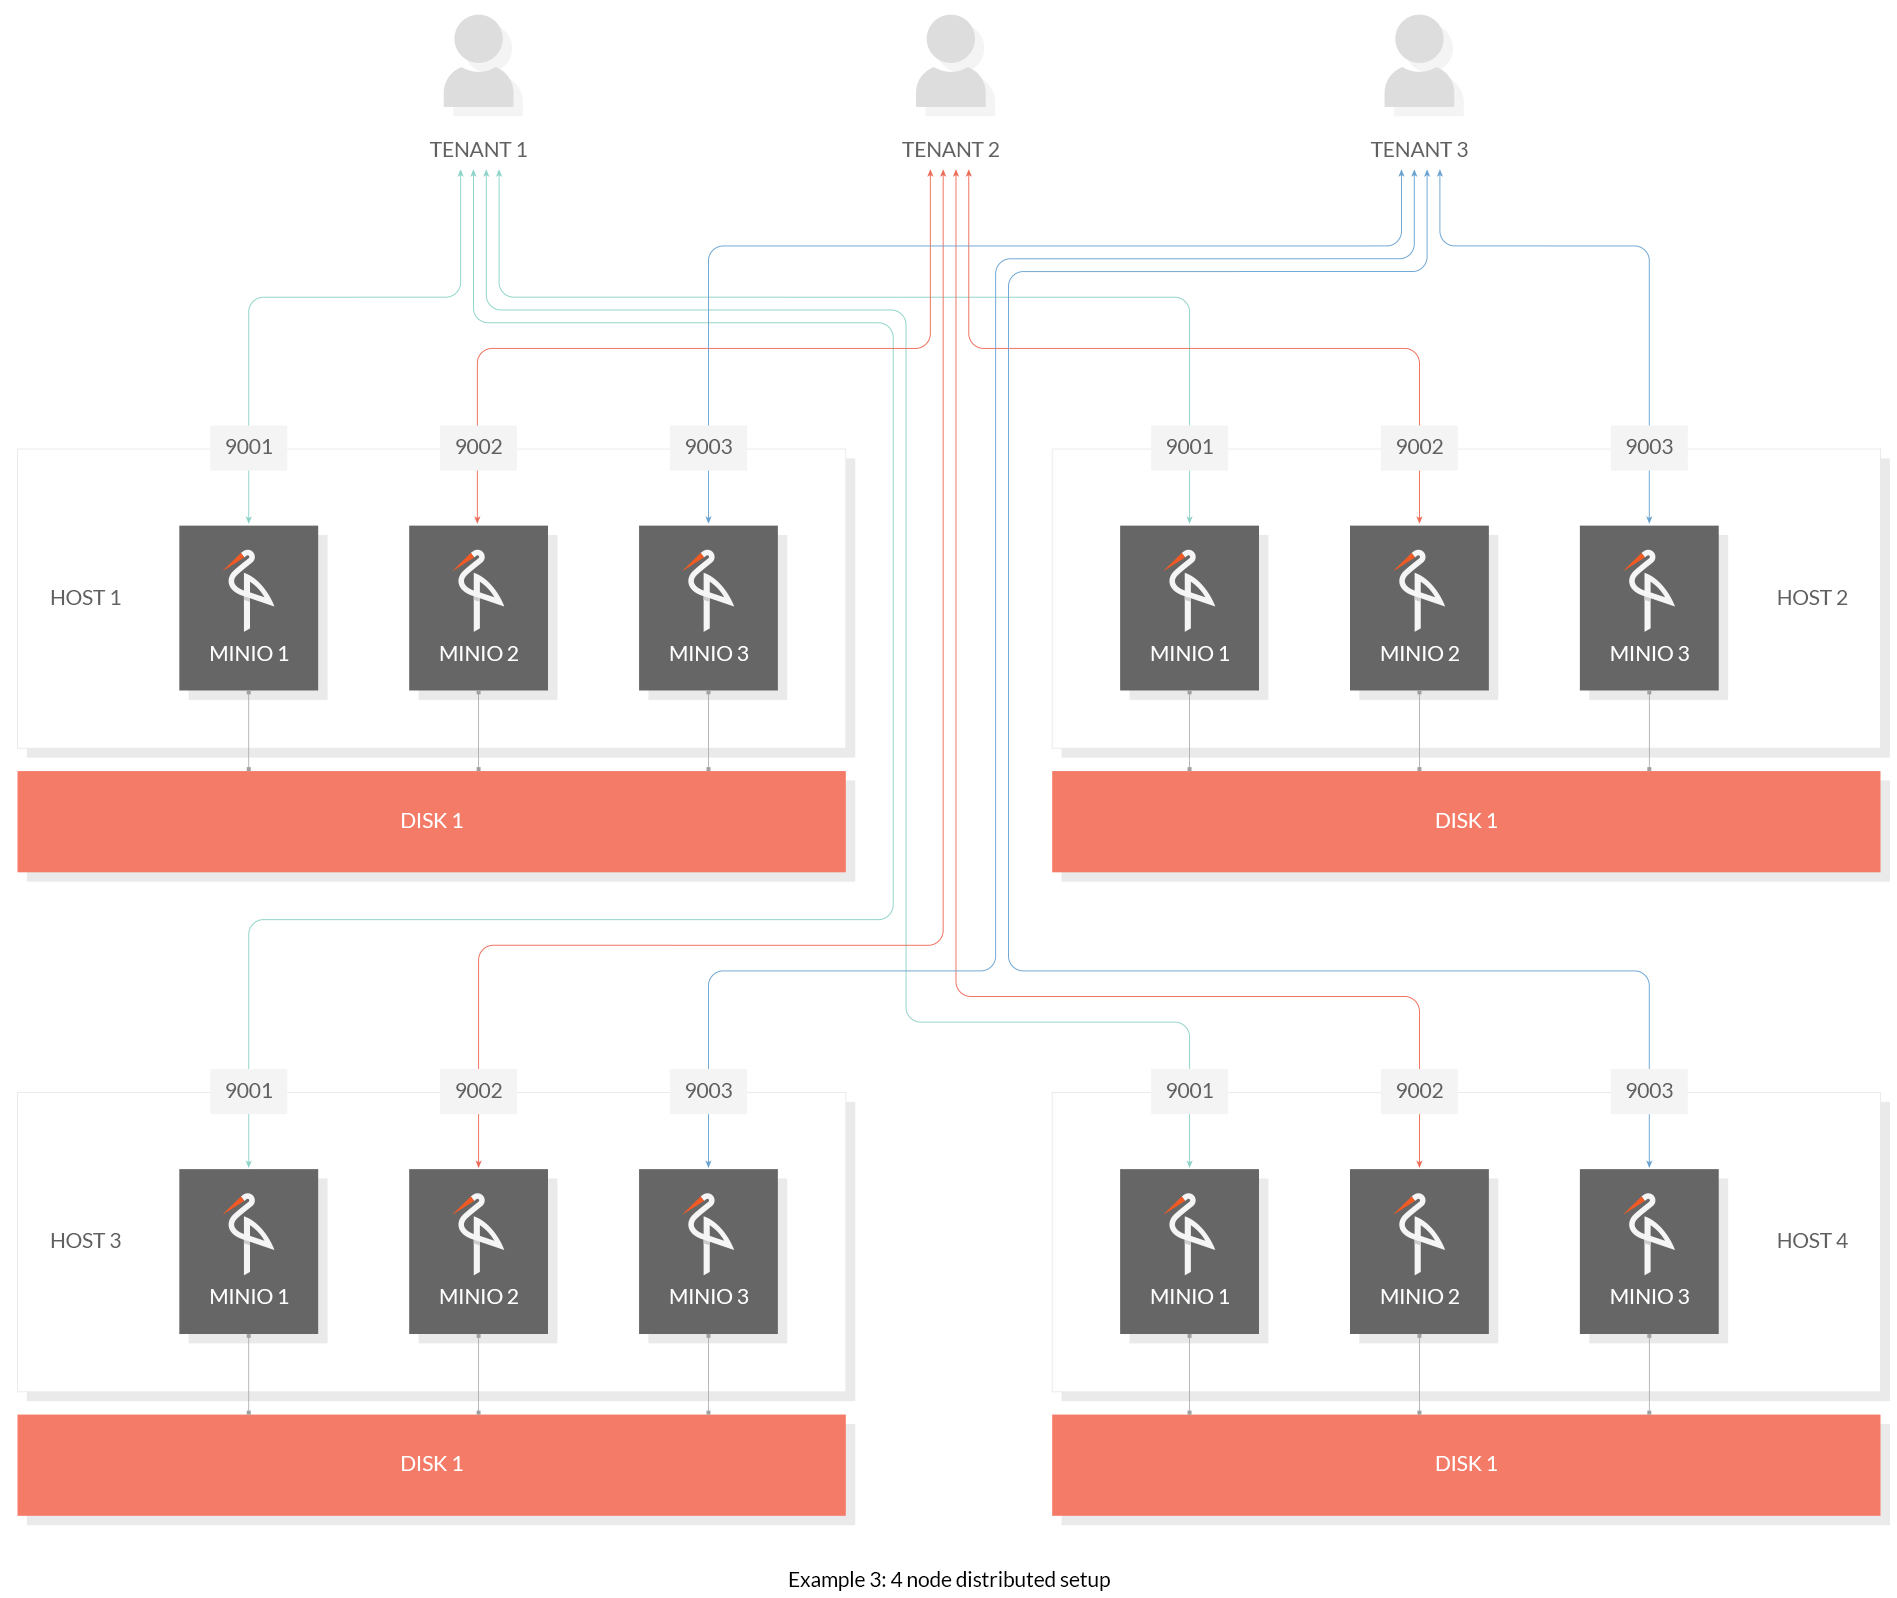 TENANT 1
TENANT 2
TENANT 3
9001
9002
9003
9001
9002
9003
HOST 1
MINIO 1
MINIO 2
MINIO 3
MINIO 1
MINIO 2
MINIO 3
HOST 2
DISK 1
DISK 1
9001
9002
9003
9001
9002
9003
HOST 3
MINIO 1
MINIO 2
MINIO 3
MINIO 1
MINIO 2
MINIO 3
HOST 4
DISK 1
DISK 1
Example 3: 4 node distributed setup